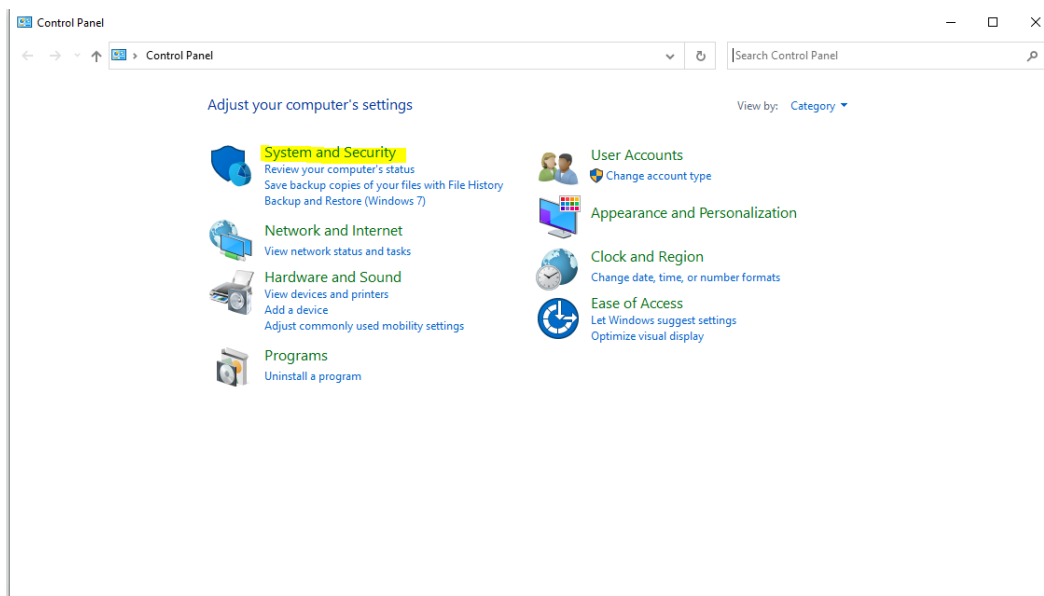 Control Panel
Control Panel
Search Control Panel
Adjust your computer's settings
View by: Category
System and Security
Review your computer's status
Save backup copies of your files with File History
Backup and Restore (Windows 7)
Network and Internet
View network status and tasks
Hardware and Sound
View devices and printers
Add a device
Adjust commonly used mobility settings
Programs
Uninstall a program
User Accounts
Change account type
Appearance and Personalization
Clock and Region
Change date, time, or number formats
Ease of Access
Let Windows suggest settings
Optimize visual display